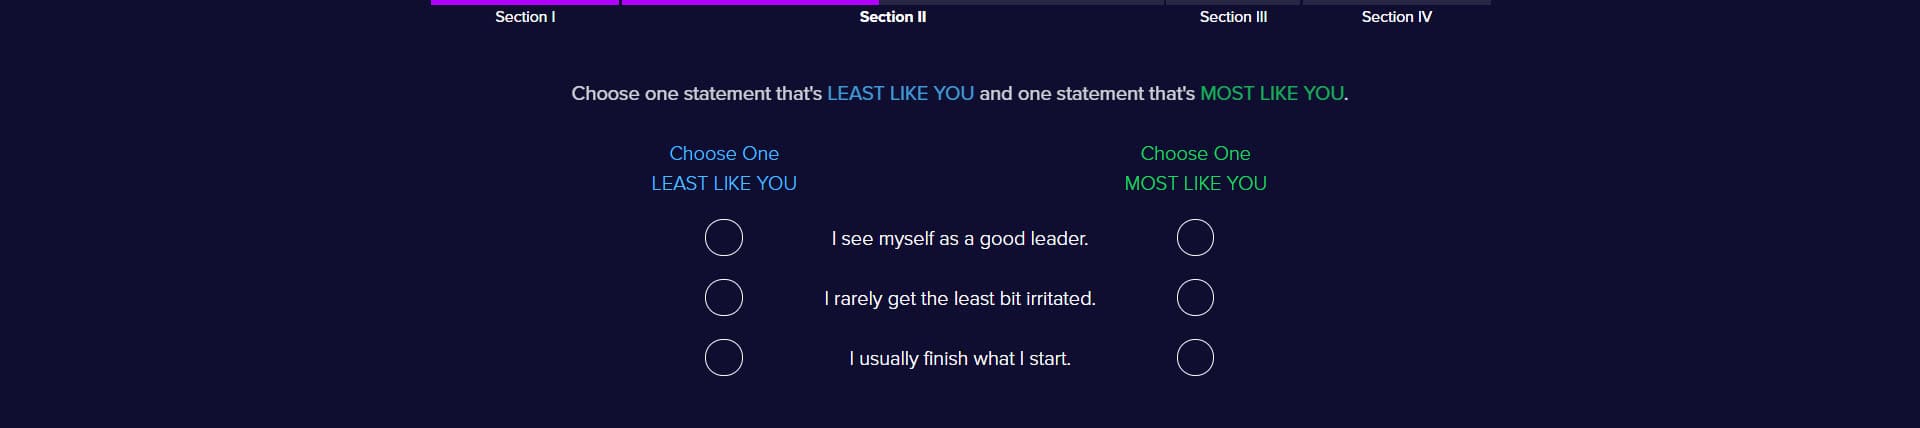 Section I
Section II
Section III
Section IV
Choose one statement that's LEAST LIKE YOU and one statement that's MOST LIKE YOU.
Choose One
LEAST LIKE YOU
Choose One
MOST LIKE YOU
I see myself as a good leader.
I rarely get the least bit irritated.
I usually finish what I start.